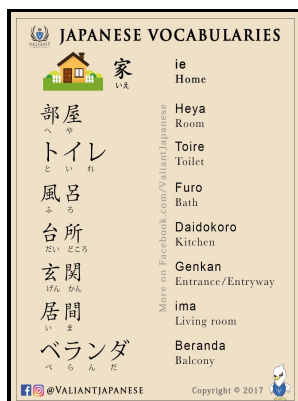 VALIANT
JAPANESE VOCABULARIES
家
いえ
ie
Home
部屋
へ や
Heya
Room
トイレ
と い れ
Toire
Toilet
風呂
ふ ろ
Furo
Bath
台所
だい どころ
Daidokoro
Kitchen
玄関
げん かん
Genkan
Entrance/Entryway
居間
い ま
ima
Living room
ベランダ
べ ら ん だ
Beranda
Balcony
More on Facebook.com/ValiantJapanese
@VALIANTJAPANESE
Copyright © 2017